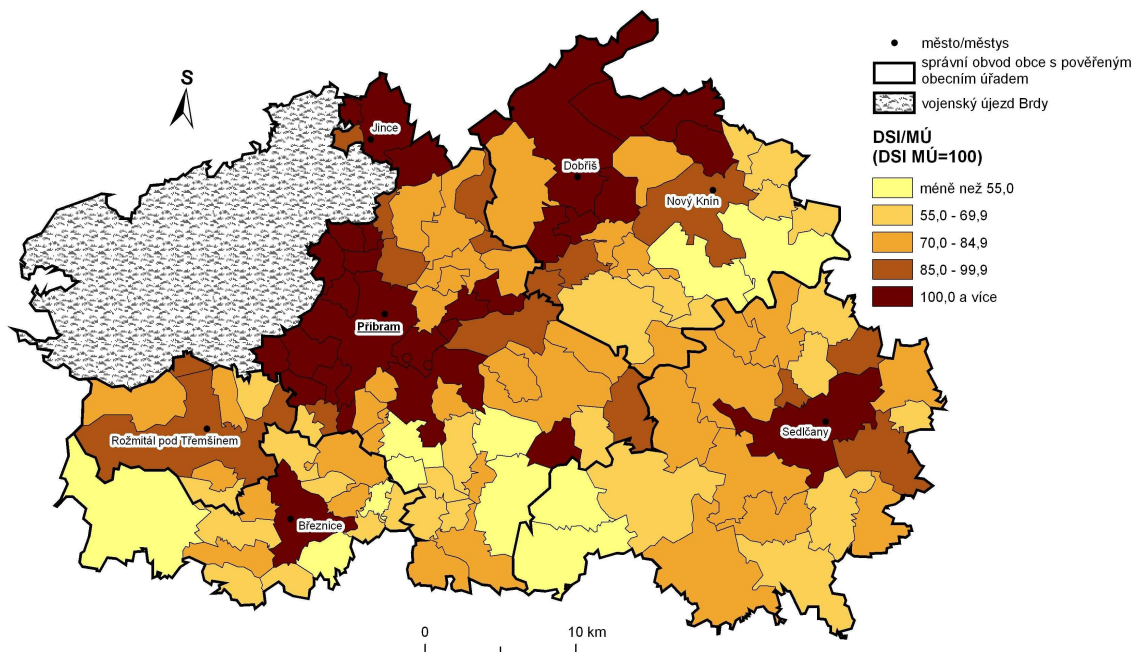 S
Jince
Dobříš
Nový Knín
Příbram
Rožmitál pod Třemšínem
Sedlčany
Březnice
0 10 km
město/městys
správní obvod obce s pověřeným
obecním úřadem
vojenský újezd Brdy
DSI/MÚ
(DSI MÚ=100)
méně než 55,0
55,0 - 69,9
70,0 - 84,9
85,0 - 99,9
100,0 a více